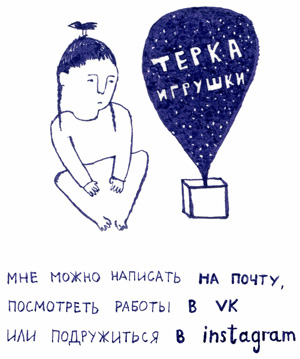 ТЕРКА
ИГРУШКИ
МНЕ МОЖНО НАПИСАТЬ НА ПОЧТУ,
ПОСМОТРЕТЬ РАБОТЫ В VK
ИЛИ ПОДРУЖИТЬСЯ В instagram